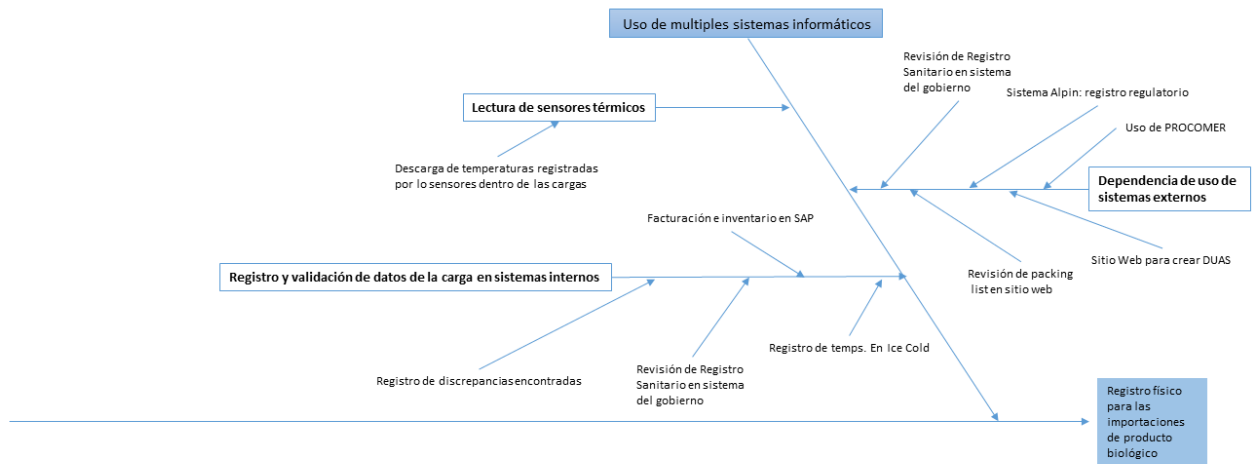 Uso de multiples sistemas informáticos
Revisión de Registro
Sanitario en sistema
del gobierno
Sistema Alpin: registro regulatorio
Lectura de sensores térmicos
Uso de PROCOMER
Descarga de temperaturas registradas
por lo sensores dentro de las cargas
Dependencia de uso de
sistemas externos
Facturación e inventario en SAP
Sitio Web para crear DUAS
Registro y validación de datos de la carga en sistemas internos
Revisión de packing
list en sitio web
Registro de temps. En Ice Cold
Registro de discrepancias encontradas
Revisión de Registro
Sanitario en sistema
del gobierno
Registro físico
para las
importaciones
de producto
biológico